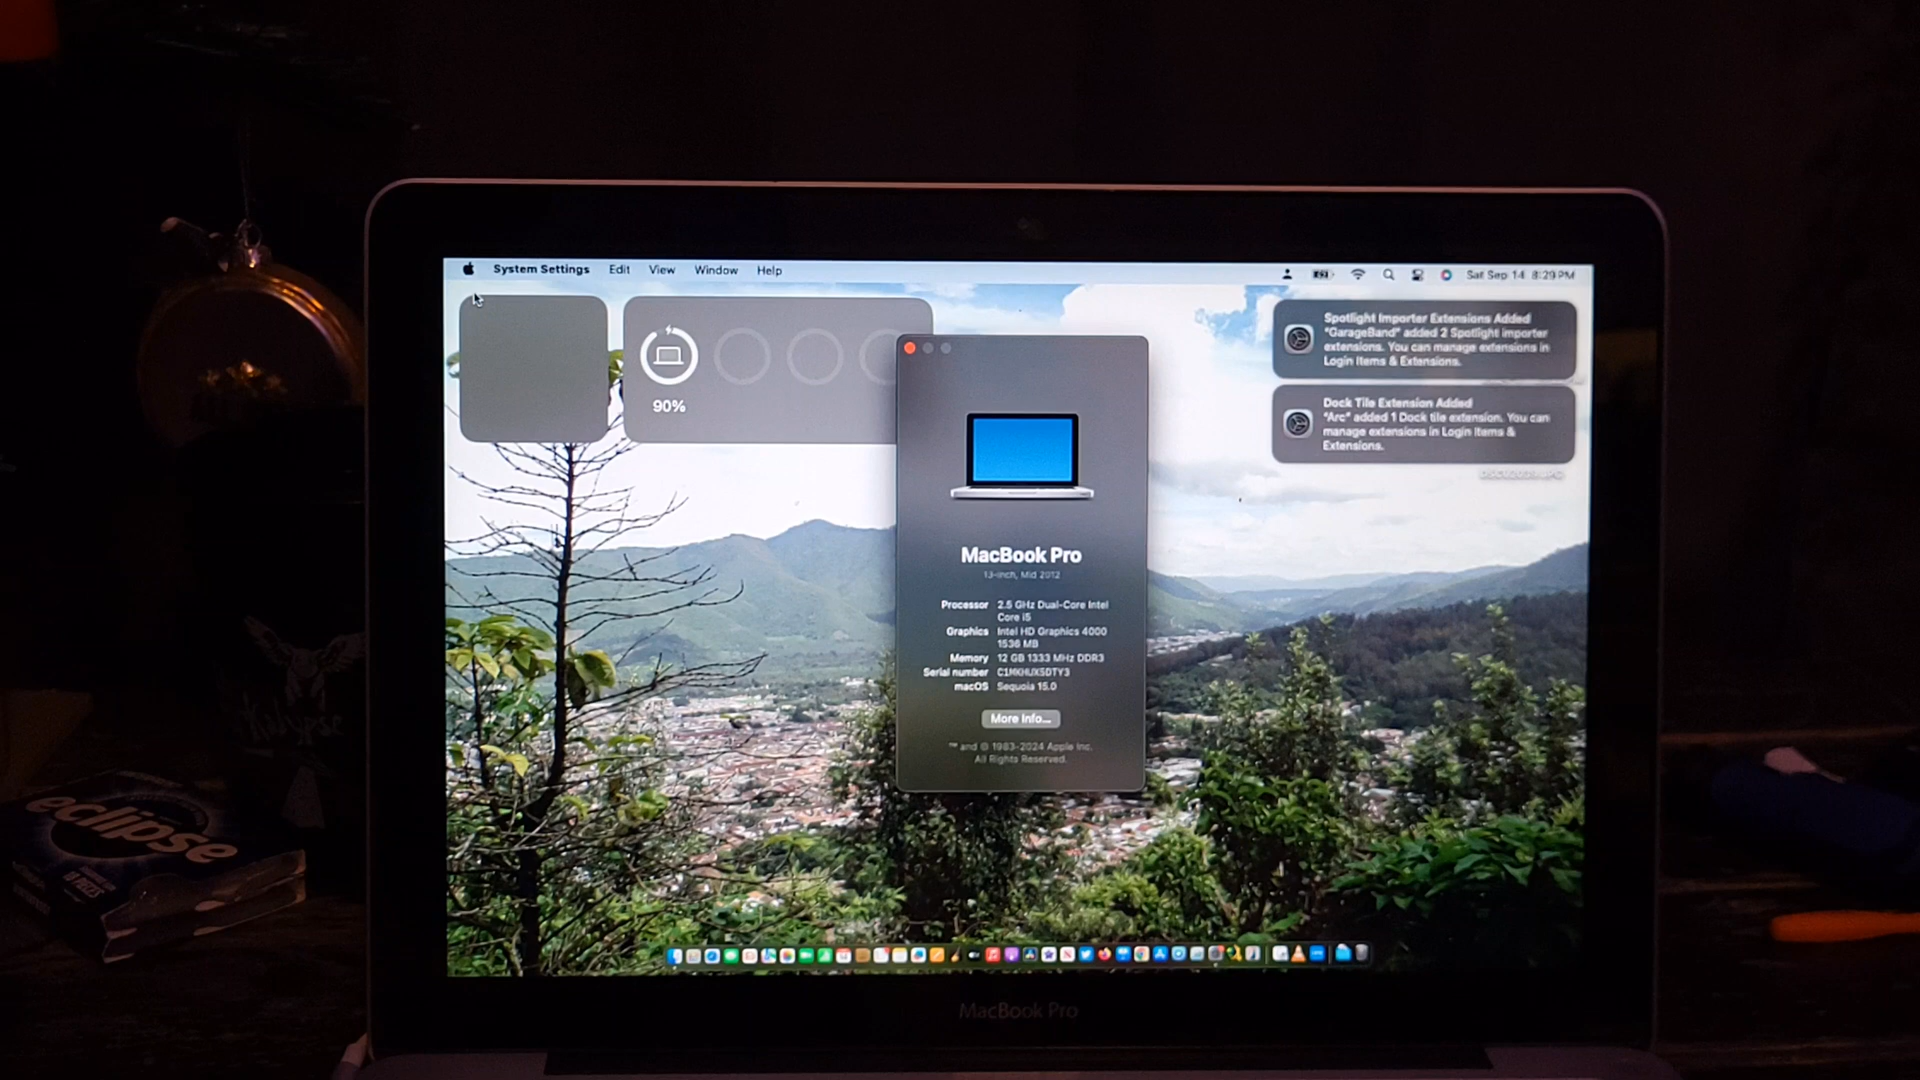 System Settings Edit View Window Help
Sat Sep 14 8:29 PM
90%
Spotlight Importer Extensions Added
"GarageBand" added 2 Spotlight importer
extensions. You can manage extensions in
Login Items & Extensions.
Dock Tile Extension Added
"Arc" added 1 Dock tile extension. You can
manage extensions in Login Items &
Extensions.
MacBook Pro
13-inch, Mid 2012
Processor 2.5 GHz Dual-Core Intel
Core i5
Graphics Intel HD Graphics 4000
1536 MB
Memory 12 GB 1333 MHz DDR3
Serial number C1MKHUX5DTY3
macOS Sequoia 15.0
More Info...
™ and © 1983-2024 Apple Inc.
All Rights Reserved.
MacBook Pro
eclipse